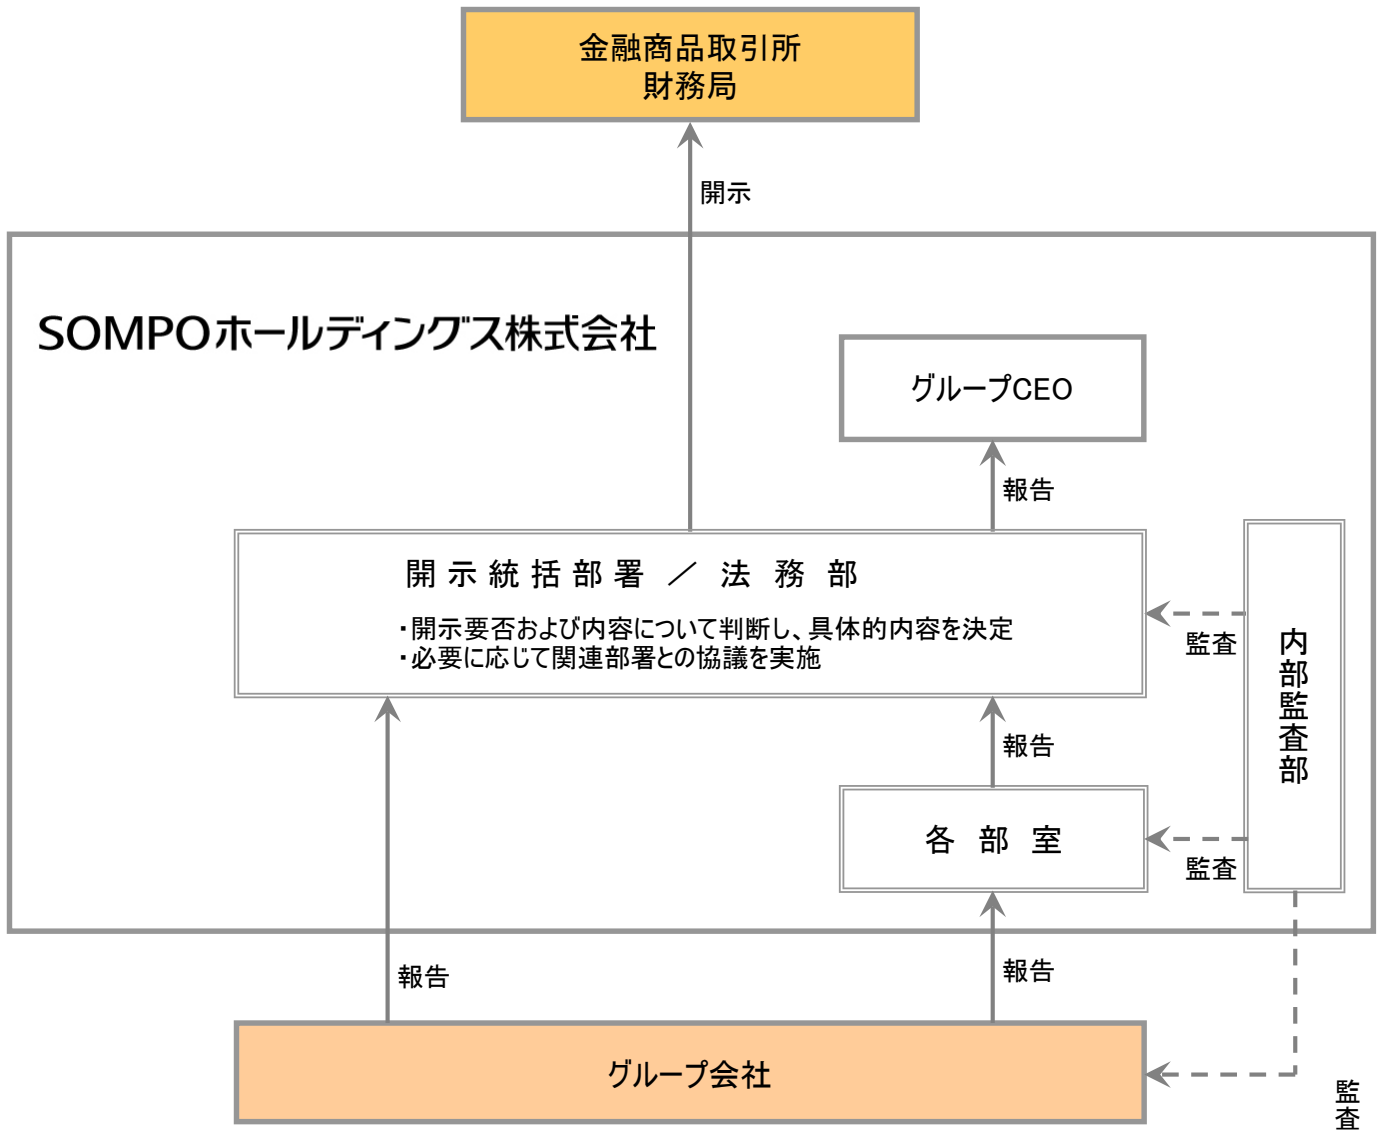 金融商品取引所
財務局
開示
SOMPOホールディングス株式会社
グループCEO
報告
開示統括部署 ／ 法 務 部
・開示要否および内容について判断し、具体的内容を決定
・必要に応じて関連部署との協議を実施
監査
内部監査部
報告
各 部 室
監査
報告
報告
グループ会社
監査